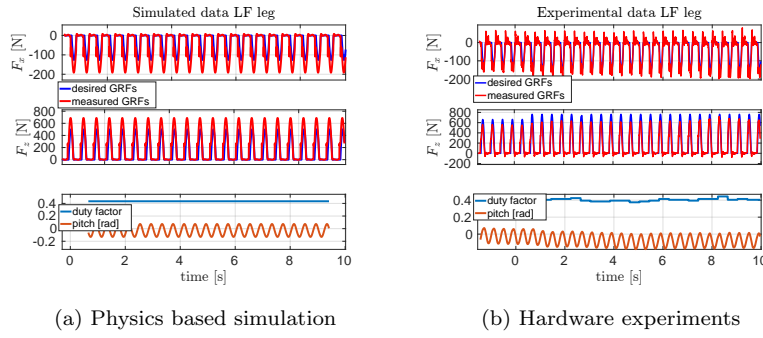 Simulated data LF leg
F_x [N]
0
-100
-200
desired GRFs
measured GRFs
F_z [N]
800
600
400
200
0
0.4
0.2
0
-0.2
duty factor
pitch [rad]
0 2 4 6 8 10
time [s]
(a) Physics based simulation
Experimental data LF leg
F_x [N]
0
-100
-200
desired GRFs
measured GRFs
F_z [N]
800
600
400
200
0
-200
0.4
0.2
0
duty factor
pitch [rad]
0 2 4 6 8 10
time [s]
(b) Hardware experiments